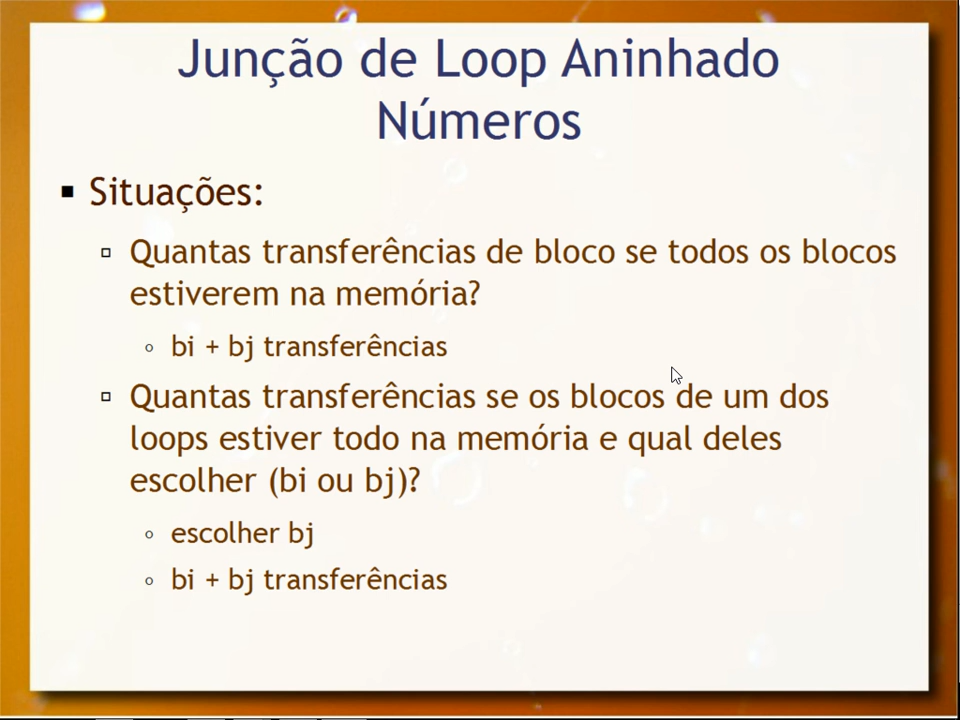 Junção de Loop Aninhado
Números
Situações:
Quantas transferências de bloco se todos os blocos
estiverem na memória?
bi + bj transferências
Quantas transferências se os blocos de um dos
loops estiver todo na memória e qual deles
escolher (bi ou bj)?
escolher bj
bi + bj transferências